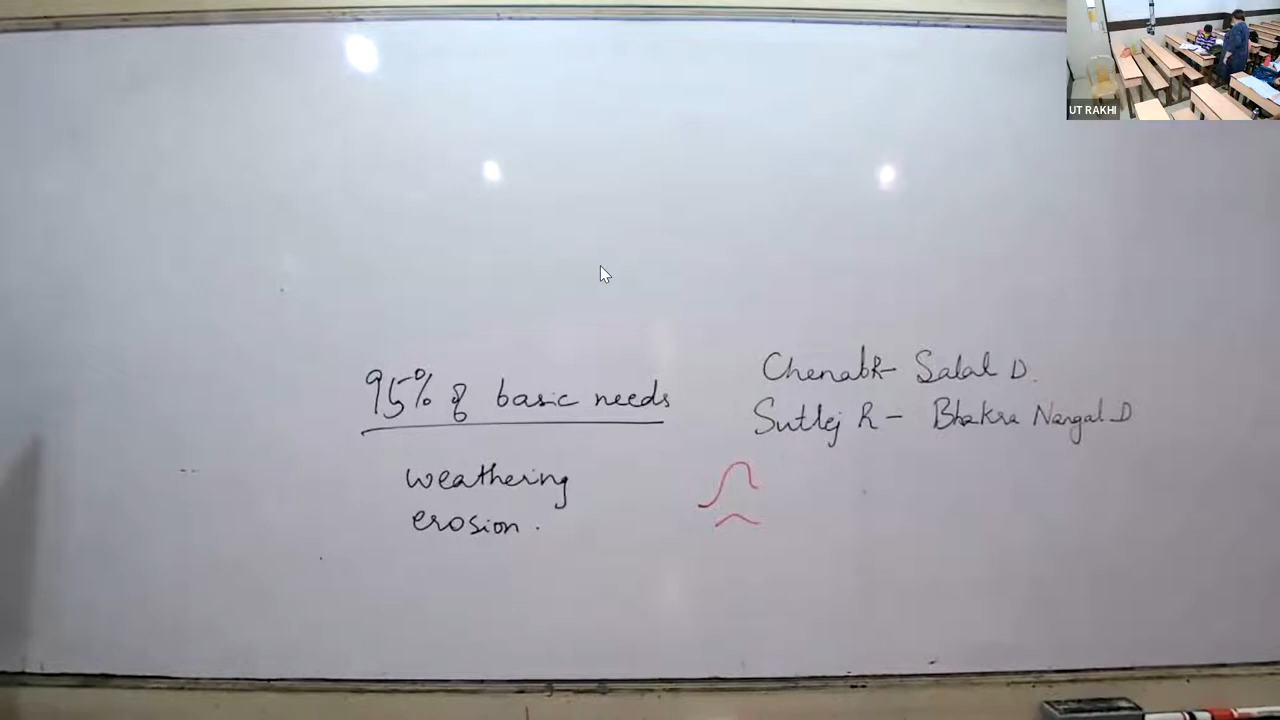 UT RAKHI
95% of basic needs
weathering
erosion.
Chenab R- Salal D.
Sutlej R - Bhakra Nangal D